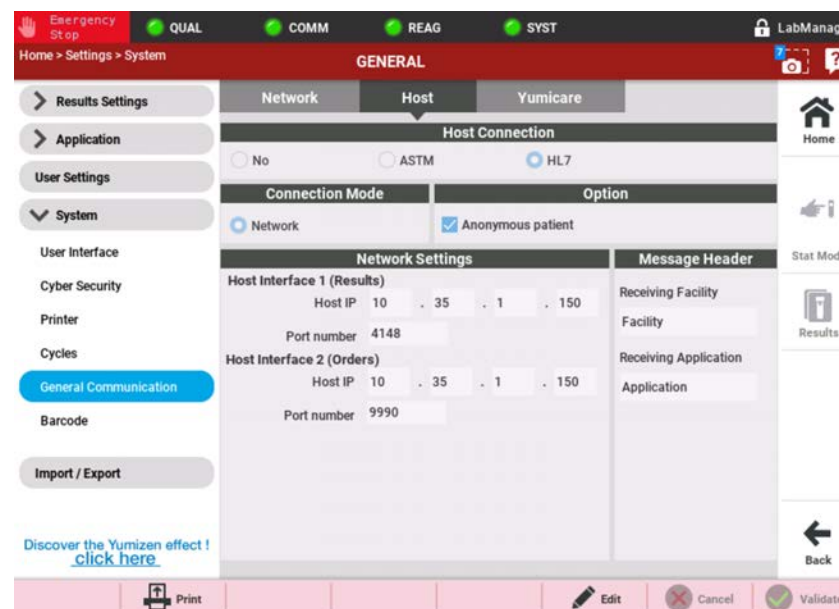 Emergency Stop QUAL COMM REAG SYST LabManag
Home > Settings > System GENERAL 7 ?
Results Settings Network Host Yumicare
Host Connection
Application Home
No ASTM HL7
User Settings
Connection Mode Option
System
Network Anonymous patient
User Interface Stat Mod
Network Settings Message Header
Host Interface 1 (Results)
Cyber Security Receiving Facility
Host IP 10 . 35 . 1 . 150
Printer Facility
Port number 4148 Results
Cycles Host Interface 2 (Orders) Receiving Application
General Communication Host IP 10 . 35 . 1 . 150 Application
Port number 9990
Barcode
Import / Export
Discover the Yumizen effect !
click here
Back
Print Edit Cancel Validat